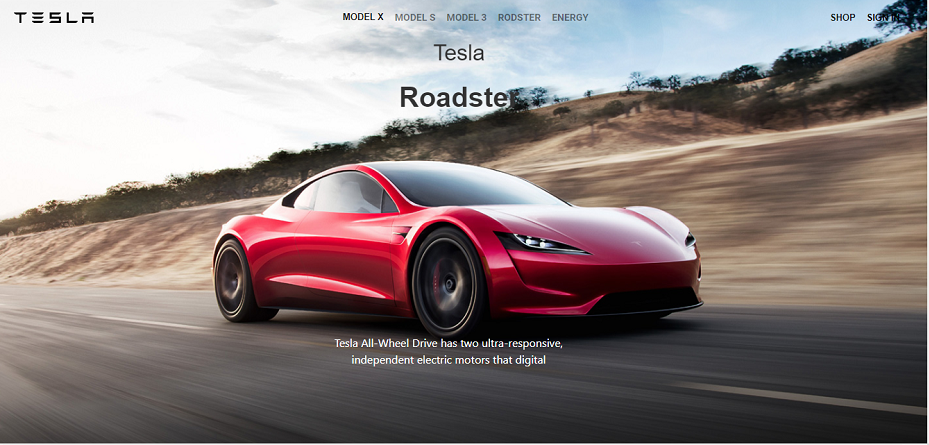 TESLA MODEL X MODEL S MODEL 3 RODSTER ENERGY SHOP SIGN IN
Tesla
Roadster
Tesla All-Wheel Drive has two ultra-responsive,
independent electric motors that digital